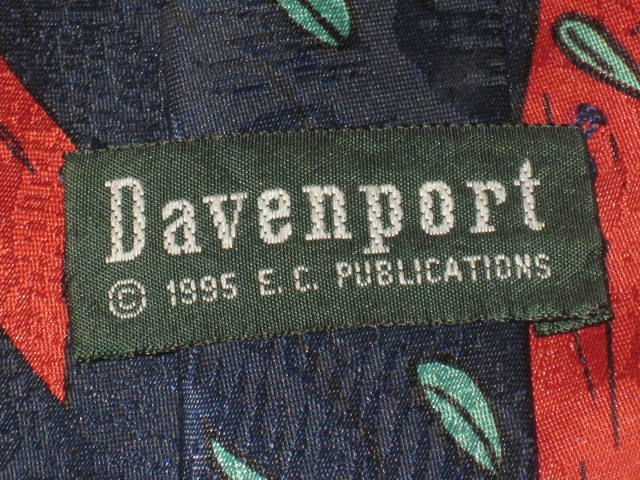 Davenport
© 1995 E. C. PUBLICATIONS